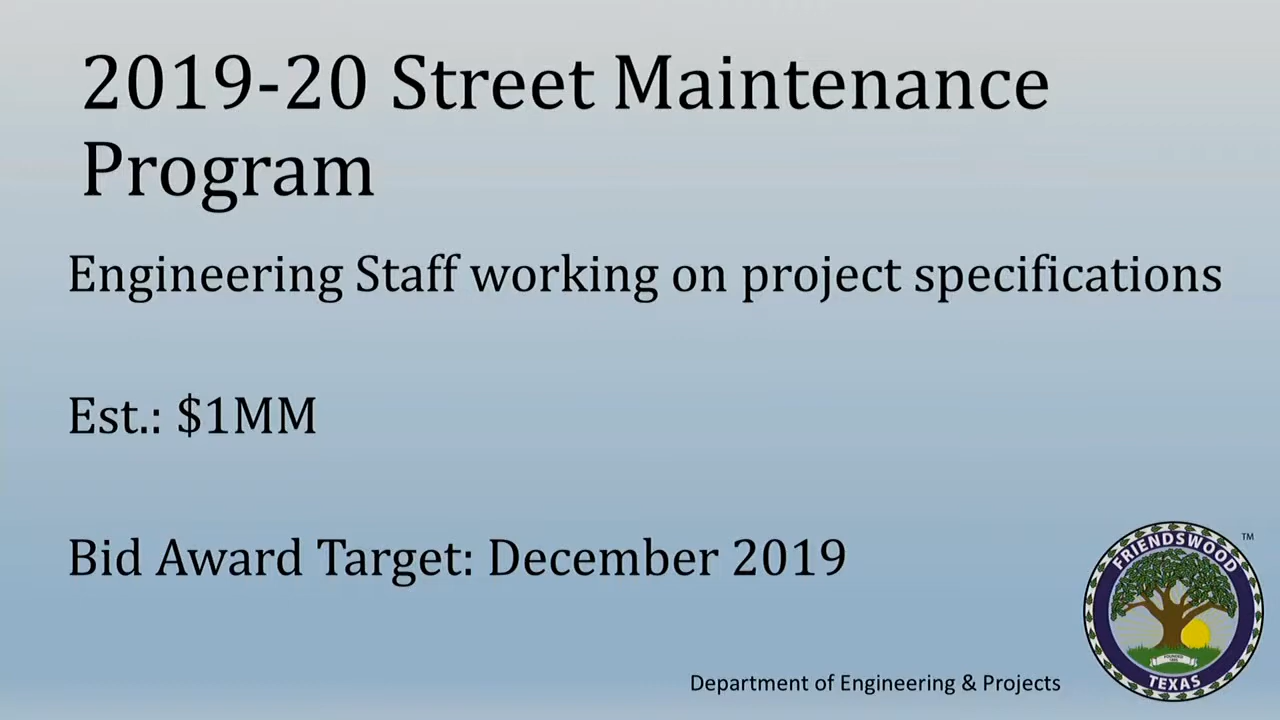 2019-20 Street Maintenance
Program
Engineering Staff working on project specifications
Est.: $1MM
Bid Award Target: December 2019
Department of Engineering & Projects
FRIENDSWOOD
TEXAS
TM